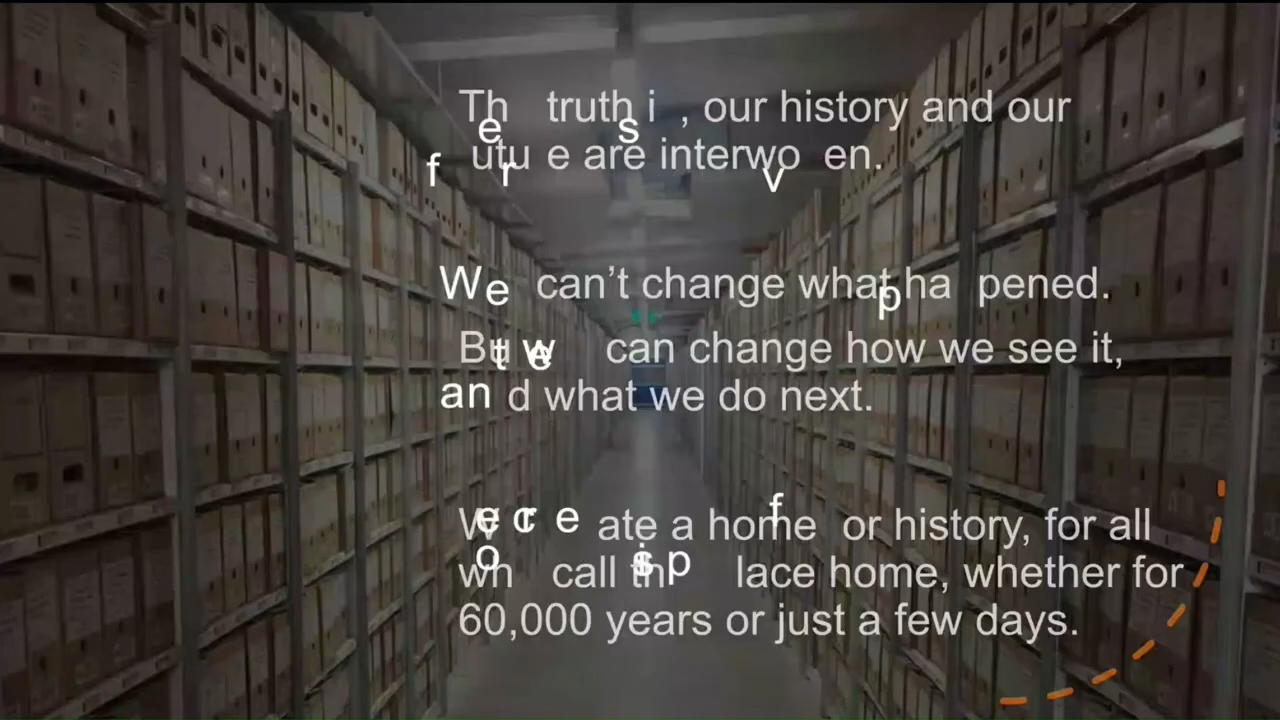 The truth is, our history and our
future are interwoven.
We can’t change what happened.
But we can change how we see it,
and what we do next.
We create a home for history, for all
who call this place home, whether for
60,000 years or just a few days.